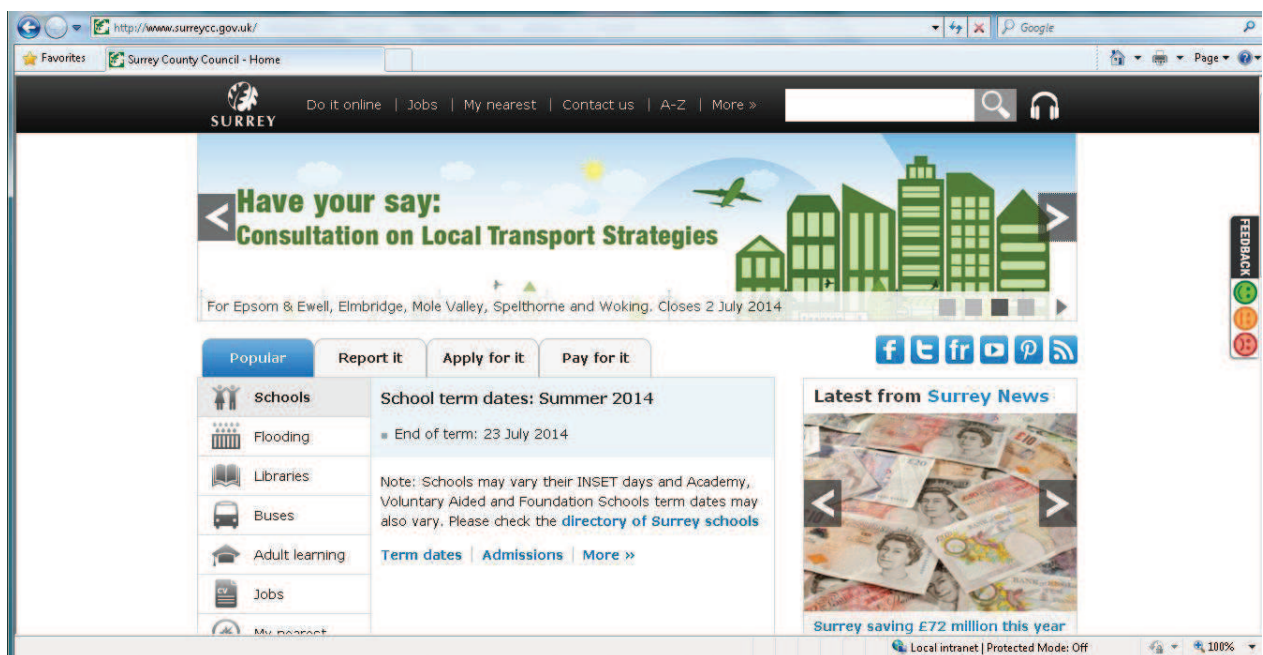 http://www.surreycc.gov.uk/
Google
Favorites
Surrey County Council - Home
Page
SURREY
Do it online | Jobs | My nearest | Contact us | A-Z | More »
Have your say:
Consultation on Local Transport Strategies
For Epsom & Ewell, Elmbridge, Mole Valley, Spelthorne and Woking. Closes 2 July 2014
FEEDBACK
Popular
Report it
Apply for it
Pay for it
Schools
Flooding
Libraries
Buses
Adult learning
CV
Jobs
My nearest
School term dates: Summer 2014
End of term: 23 July 2014
Note: Schools may vary their INSET days and Academy,
Voluntary Aided and Foundation Schools term dates may
also vary. Please check the directory of Surrey schools
Term dates | Admissions | More »
Latest from Surrey News
£10
£20
Surrey saving £72 million this year
Local intranet | Protected Mode: Off
100%